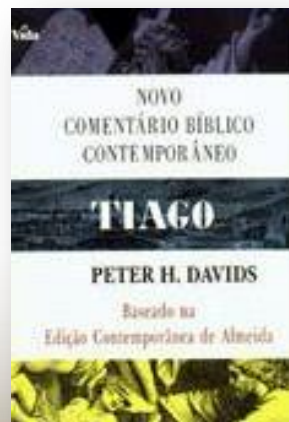 Vida
NOVO
COMENTÁRIO BÍBLICO
CONTEMPORÂNEO
TIAGO
PETER H. DAVIDS
Baseado na
Edição Contemporânea de Almeida